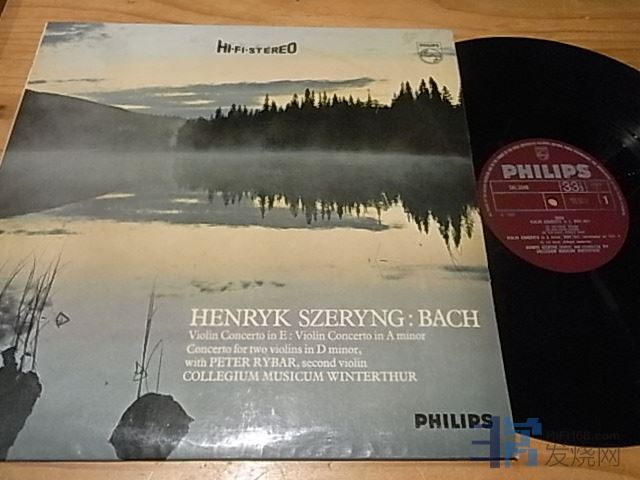 HI-FI-STEREO
PHILIPS
HENRYK SZERYNG : BACH
Violin Concerto in E : Violin Concerto in A minor
Concerto for two violins in D minor,
with PETER RYBAR, second violin
COLLEGIUM MUSICUM WINTERTHUR
PHILIPS
PHILIPS
33⅓
1
发烧网